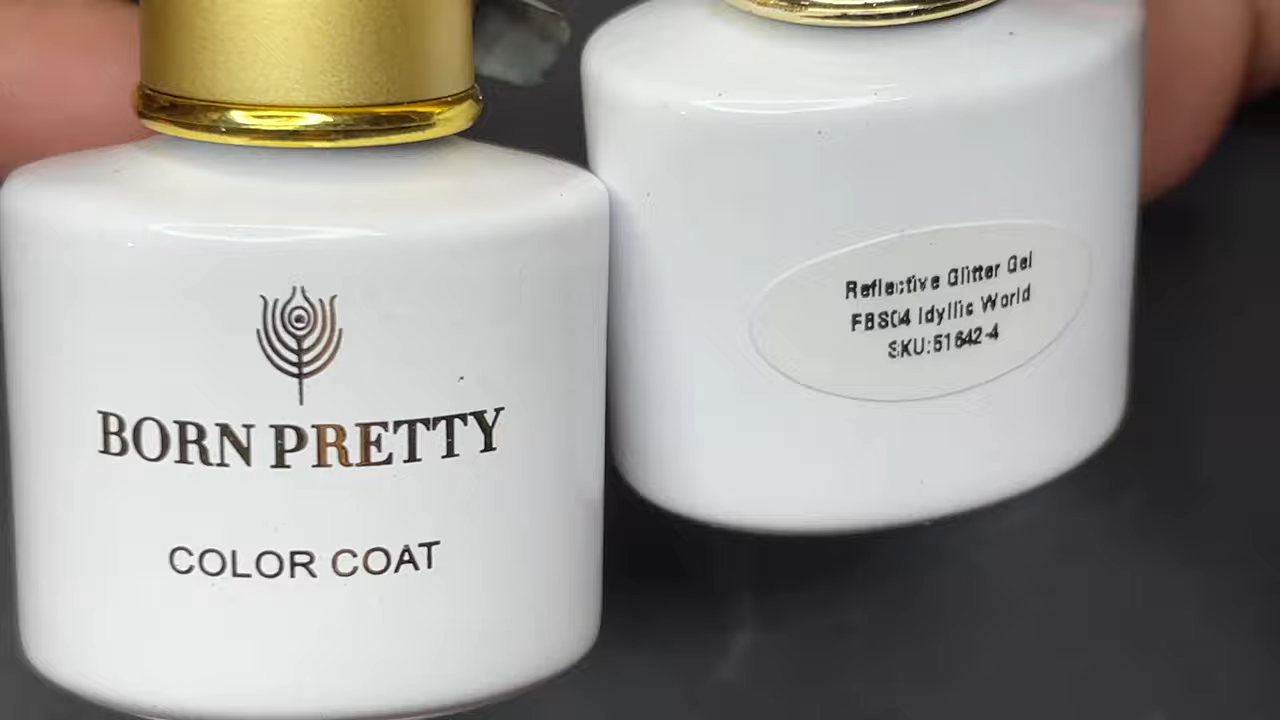 BORN PRETTY
COLOR COAT
Reflective Glitter Gel
FBS04 Idyllic World
SKU:51642-4